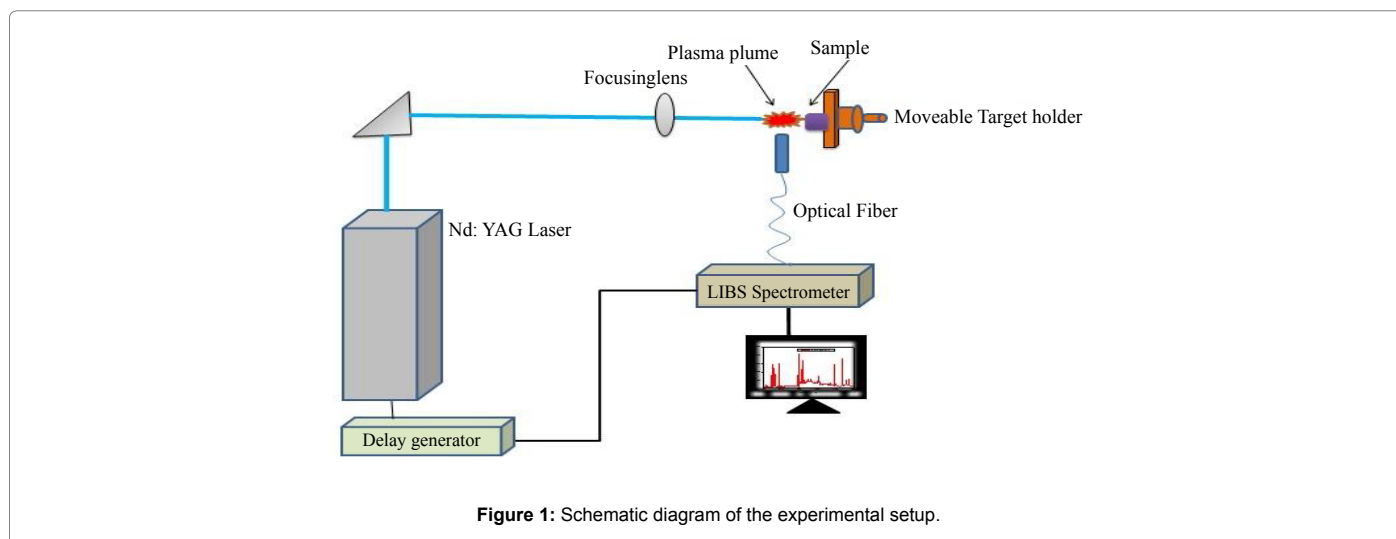 Plasma plume
Sample
Focusinglens
Moveable Target holder
Optical Fiber
Nd: YAG Laser
LIBS Spectrometer
Delay generator
Figure 1: Schematic diagram of the experimental setup.